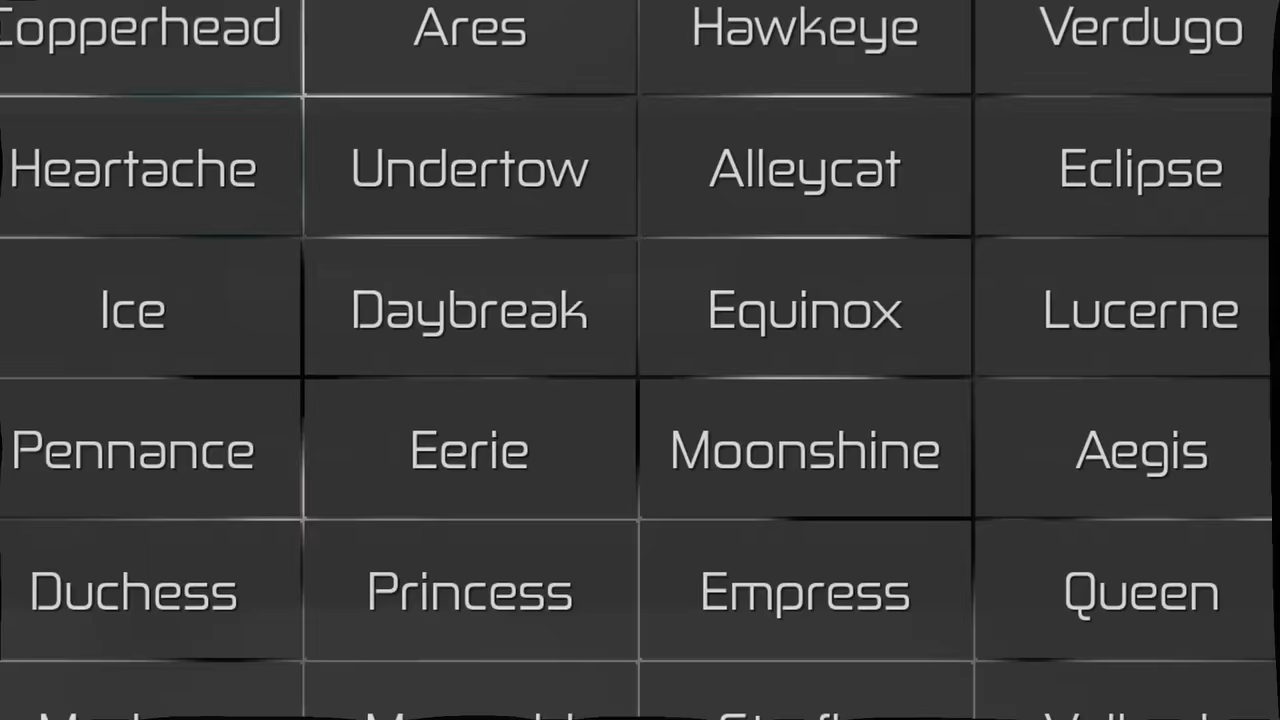 Copperhead Ares Hawkeye Verdugo
Heartache Undertow Alleycat Eclipse
Ice Daybreak Equinox Lucerne
Pennance Eerie Moonshine Aegis
Duchess Princess Empress Queen